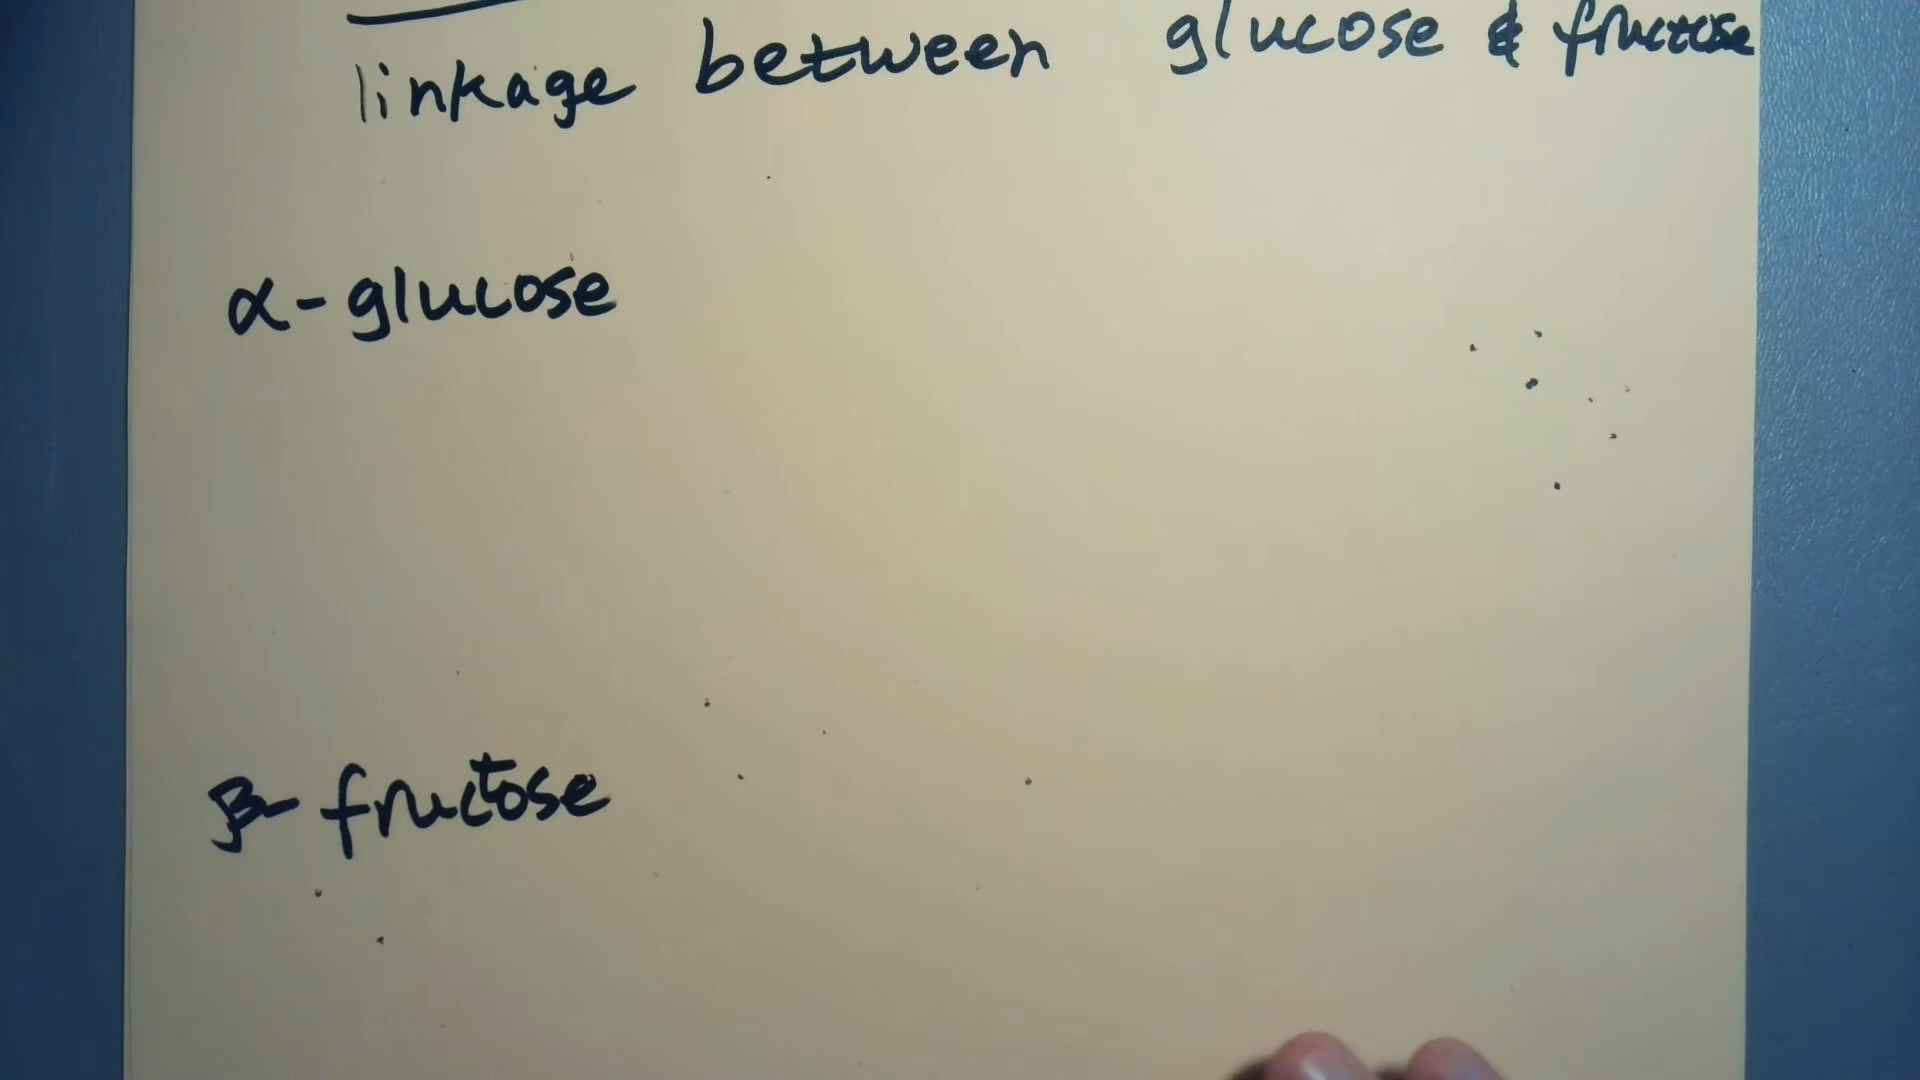 linkage between glucose & fructose
α-glucose
β- fructose